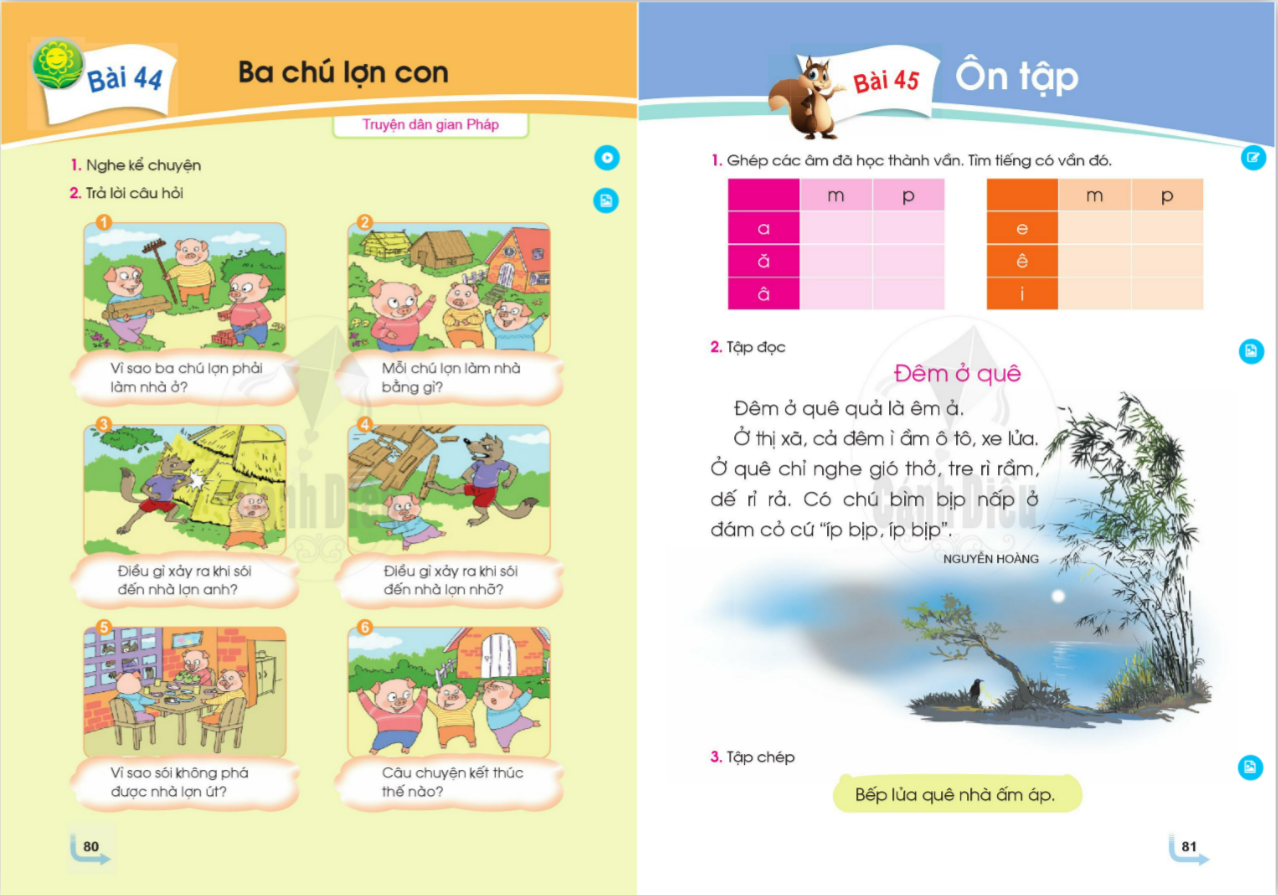 Bài 44
Ba chú lợn con
Truyện dân gian Pháp
1. Nghe kể chuyện
2. Trả lời câu hỏi
1
Vì sao ba chú lợn phải
làm nhà ở?
2
Mỗi chú lợn làm nhà
bằng gì?
3
Điều gì xảy ra khi sói
đến nhà lợn anh?
4
Điều gì xảy ra khi sói
đến nhà lợn nhỡ?
5
Vì sao sói không phá
được nhà lợn út?
6
Câu chuyện kết thúc
thế nào?
Cánh Diều
80
Bài 45
Ôn tập
1. Ghép các âm đã học thành vần. Tìm tiếng có vần đó.
m p
a
ă
â
m p
e
ê
i
2. Tập đọc
Đêm ở quê
Đêm ở quê quả là êm ả.
Ở thị xã, cả đêm ì ầm ô tô, xe lửa.
Ở quê chỉ nghe gió thở, tre rì rầm,
dế rỉ rả. Có chú bìm bịp nấp ở
đám cỏ cứ “íp bịp, íp bịp”.
NGUYỄN HOÀNG
Cánh Diều
3. Tập chép
Bếp lửa quê nhà ấm áp.
81